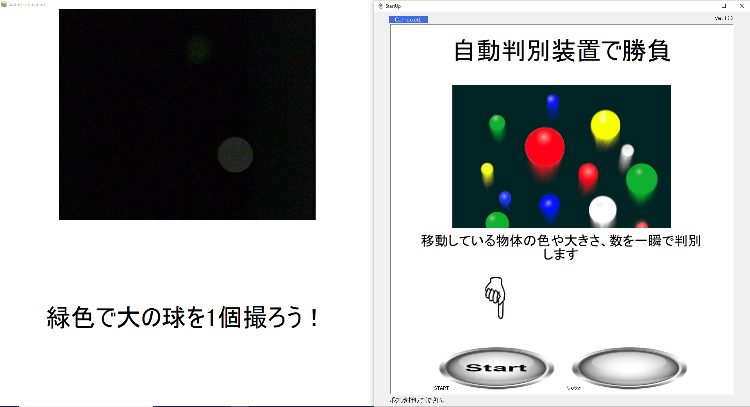 緑色で大の球を1個撮ろう！
StartUp
Connected.
自動判別装置で勝負
移動している物体の色や大きさ、数を一瞬で判別
します
Start
START